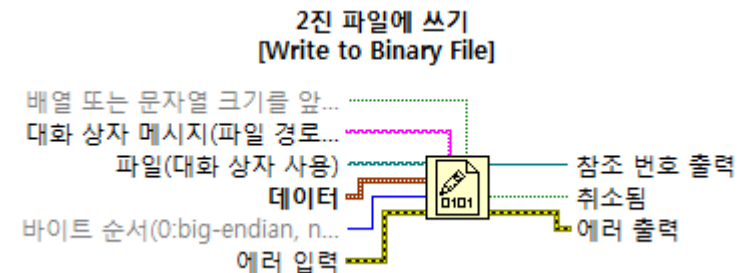 2진 파일에 쓰기
[Write to Binary File]
배열 또는 문자열 크기를 앞...
대화 상자 메시지(파일 경로...
파일(대화 상자 사용)
데이터
바이트 순서(0:big-endian, n...
에러 입력
0101
참조 번호 출력
취소됨
에러 출력